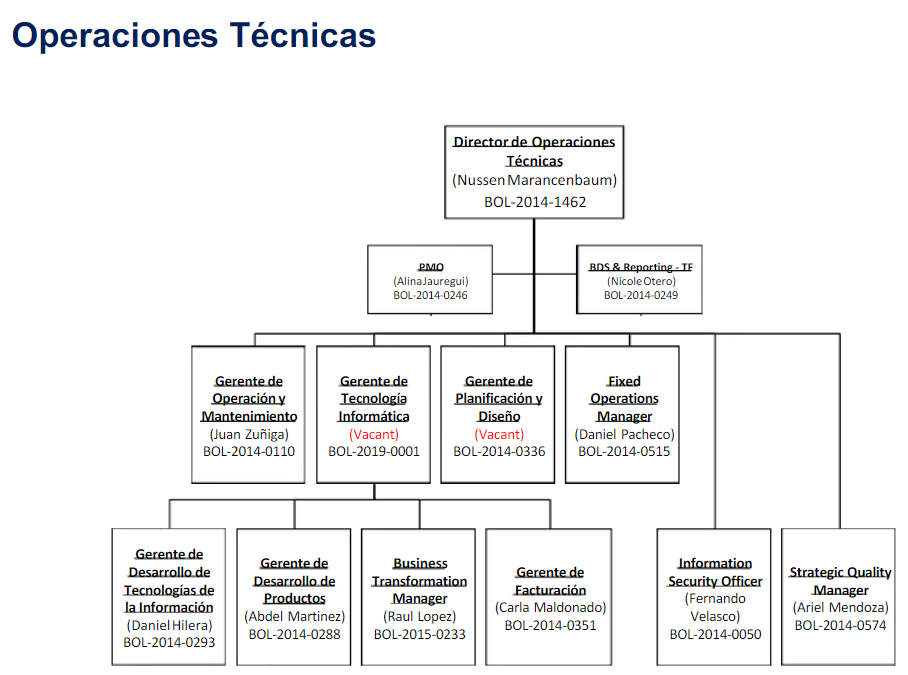 Operaciones Técnicas
Director de Operaciones
Técnicas
(Nussen Marancenbaum)
BOL-2014-1462
PMO
(Alina Jauregui)
BOL-2014-0246
BDS & Reporting - TF
(Nicole Otero)
BOL-2014-0249
Gerente de
Operación y
Mantenimiento
(Juan Zuñiga)
BOL-2014-0110
Gerente de
Tecnología
Informática
(Vacant)
BOL-2019-0001
Gerente de
Planificación y
Diseño
(Vacant)
BOL-2014-0336
Fixed
Operations
Manager
(Daniel Pacheco)
BOL-2014-0515
Gerente de
Desarrollo de
Tecnologías de
la Información
(Daniel Hilera)
BOL-2014-0293
Gerente de
Desarrollo de
Productos
(Abdel Martinez)
BOL-2014-0288
Business
Transformation
Manager
(Raul Lopez)
BOL-2015-0233
Gerente de
Facturación
(Carla Maldonado)
BOL-2014-0351
Information
Security Officer
(Fernando
Velasco)
BOL-2014-0050
Strategic Quality
Manager
(Ariel Mendoza)
BOL-2014-0574